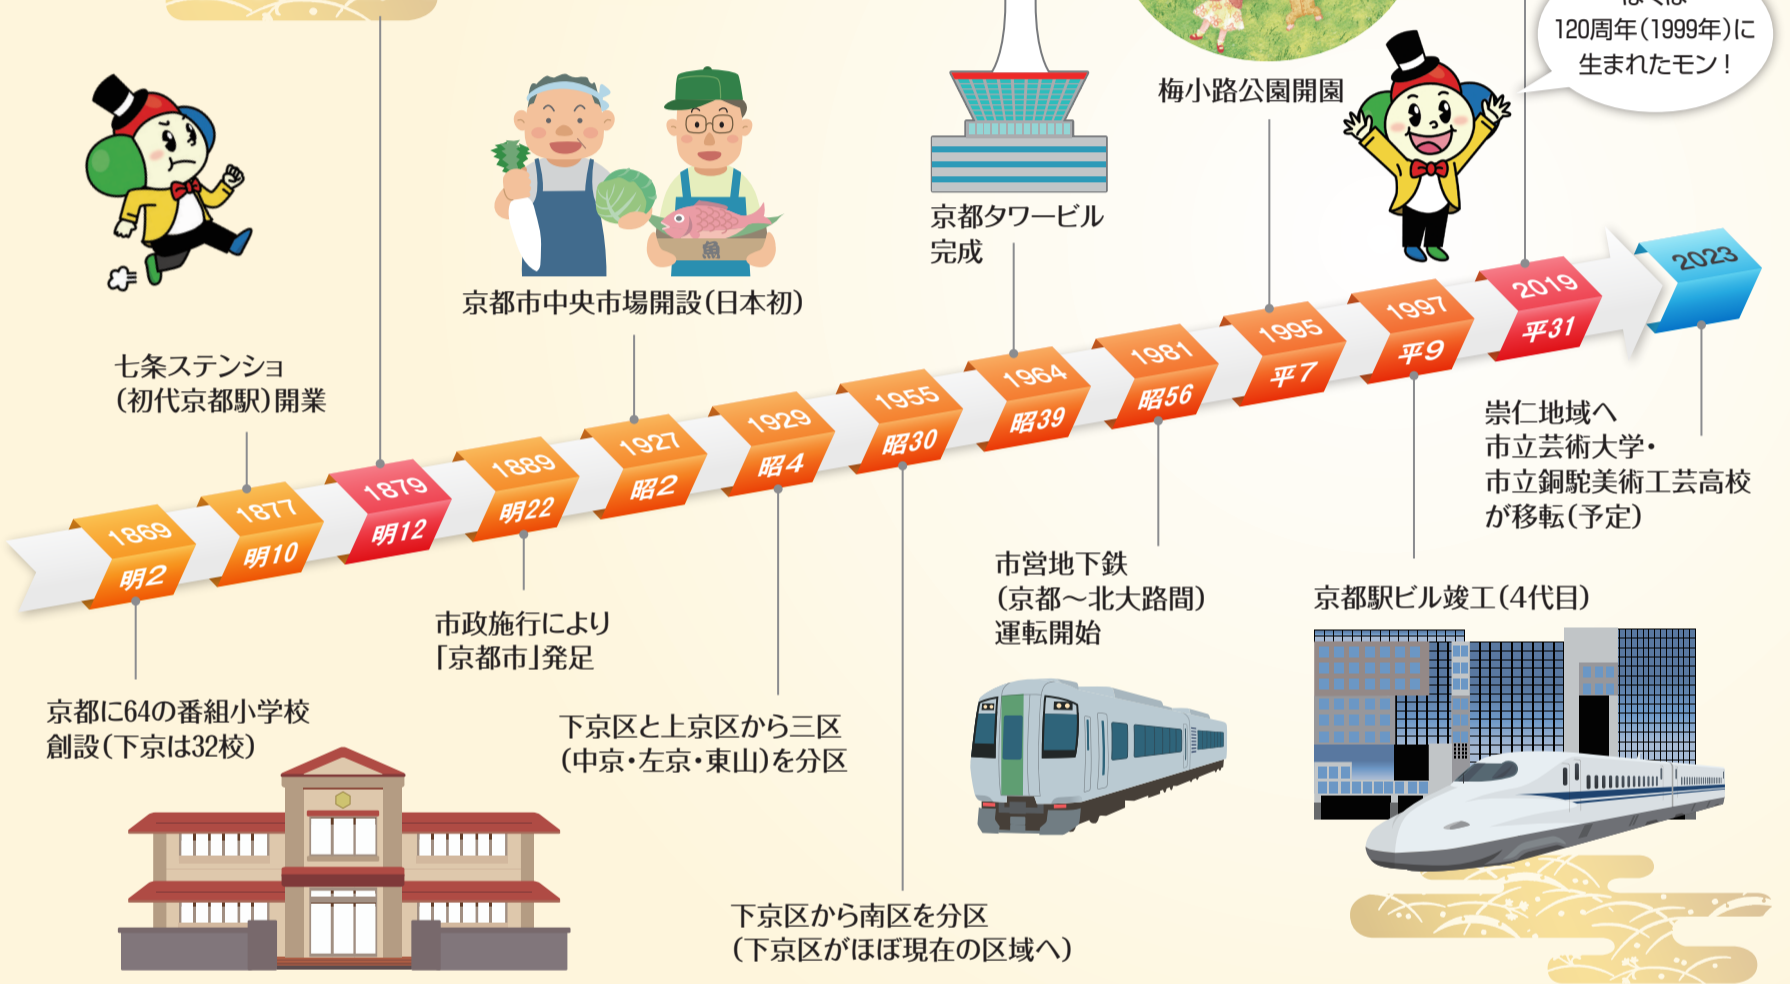 120周年(1999年)に
生まれたモン!
梅小路公園開園
京都タワービル
完成
京都市中央市場開設(日本初)
魚
七条ステンショ
(初代京都駅)開業
1869
明2
1877
明10
1879
明12
1889
明22
1927
昭2
1929
昭4
1955
昭30
1964
昭39
1981
昭56
1995
平7
1997
平9
2019
平31
2023
京都に64の番組小学校
創設(下京は32校)
市政施行により
「京都市」発足
下京区と上京区から三区
(中京・左京・東山)を分区
下京区から南区を分区
(下京区がほぼ現在の区域へ)
市営地下鉄
(京都〜北大路間)
運転開始
京都駅ビル竣工(4代目)
崇仁地域へ
市立芸術大学・
市立銅駝美術工芸高校
が移転(予定)